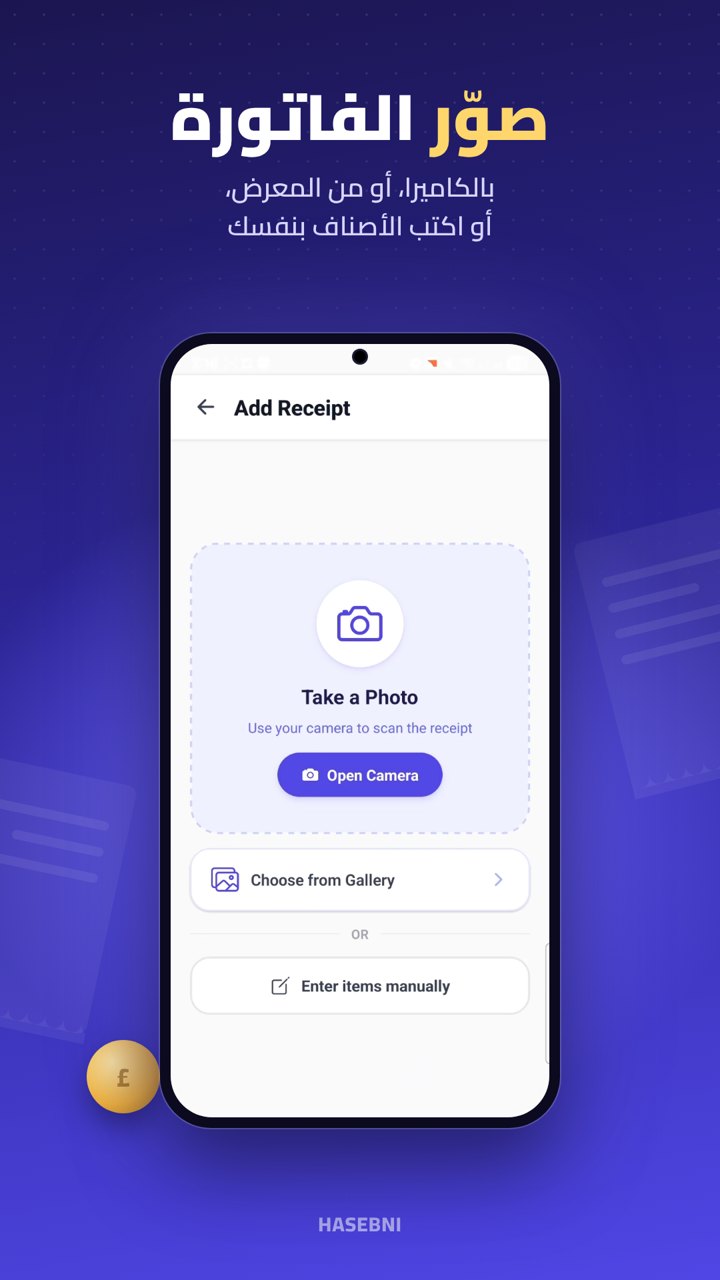 صوّر الفاتورة
بالكاميرا، أو من المعرض،
أو اكتب الأصناف بنفسك
Add Receipt
Take a Photo
Use your camera to scan the receipt
Open Camera
Choose from Gallery
OR
Enter items manually
£
HASEBNI